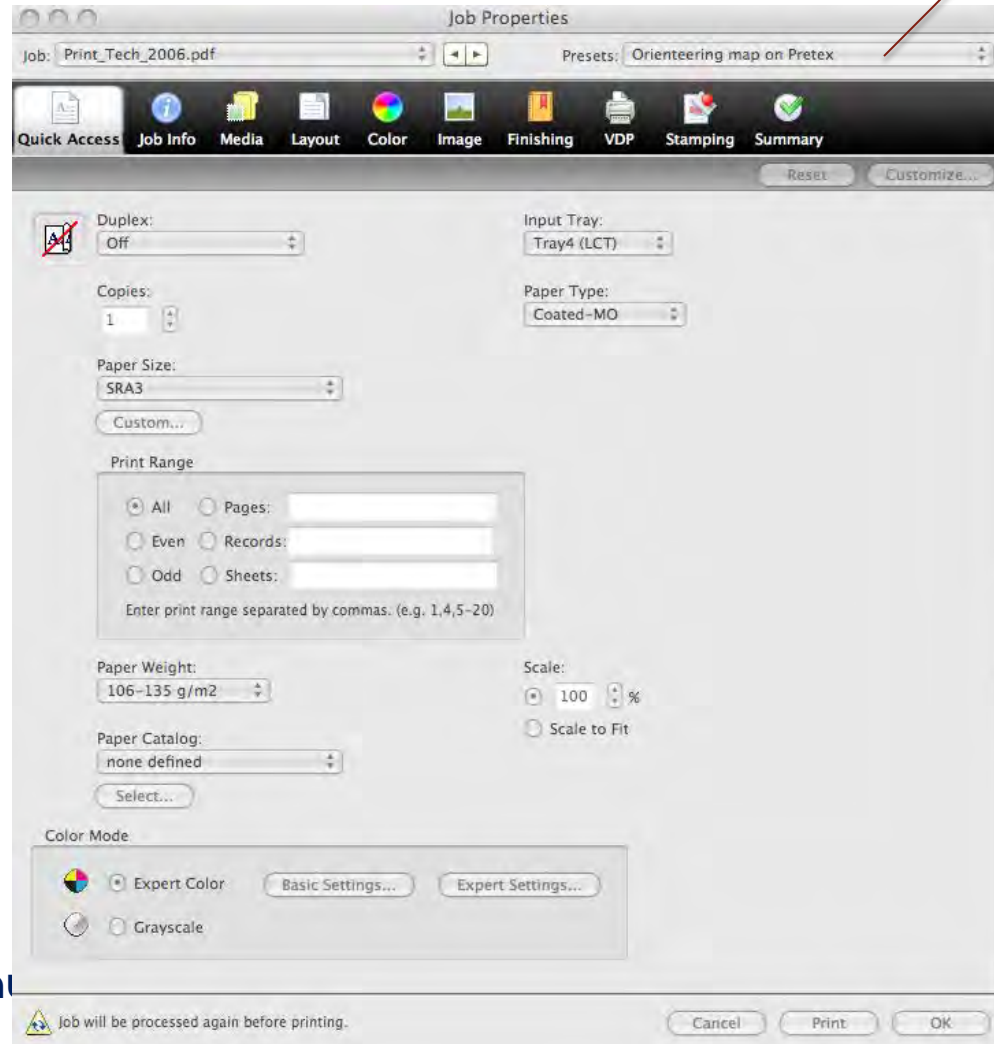 Job Properties
Job: Print_Tech_2006.pdf Presets: Orienteering map on Pretex
Quick Access Job Info Media Layout Color Image Finishing VDP Stamping Summary
Reset Customize...
Duplex: Input Tray:
Off Tray4 (LCT)
Copies: Paper Type:
1 Coated-MO
Paper Size:
SRA3
Custom...
Print Range
All Pages:
Even Records:
Odd Sheets:
Enter print range separated by commas. (e.g. 1,4,5-20)
Paper Weight: Scale:
106-135 g/m2 100 %
Scale to Fit
Paper Catalog:
none defined
Select...
Color Mode
Expert Color Basic Settings... Expert Settings...
Grayscale
Job will be processed again before printing. Cancel Print OK